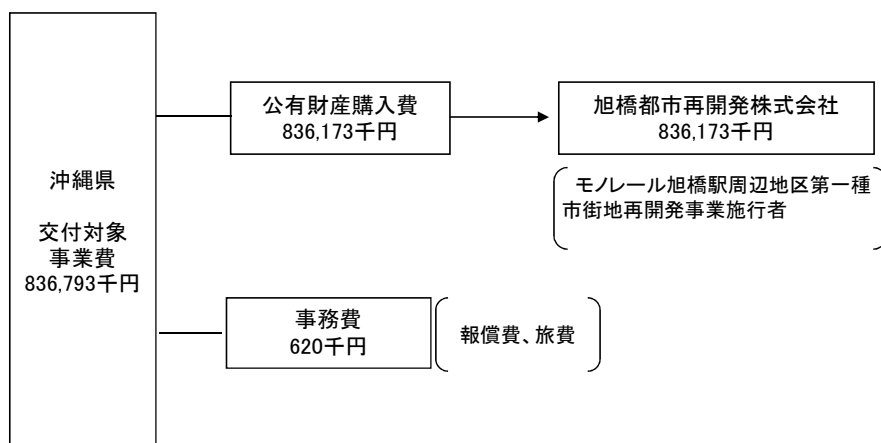 沖縄県
交付対象
事業費
836,793千円
公有財産購入費
836,173千円
旭橋都市再開発株式会社
836,173千円
モノレール旭橋駅周辺地区第一種
市街地再開発事業施行者
事務費
620千円
報償費、旅費